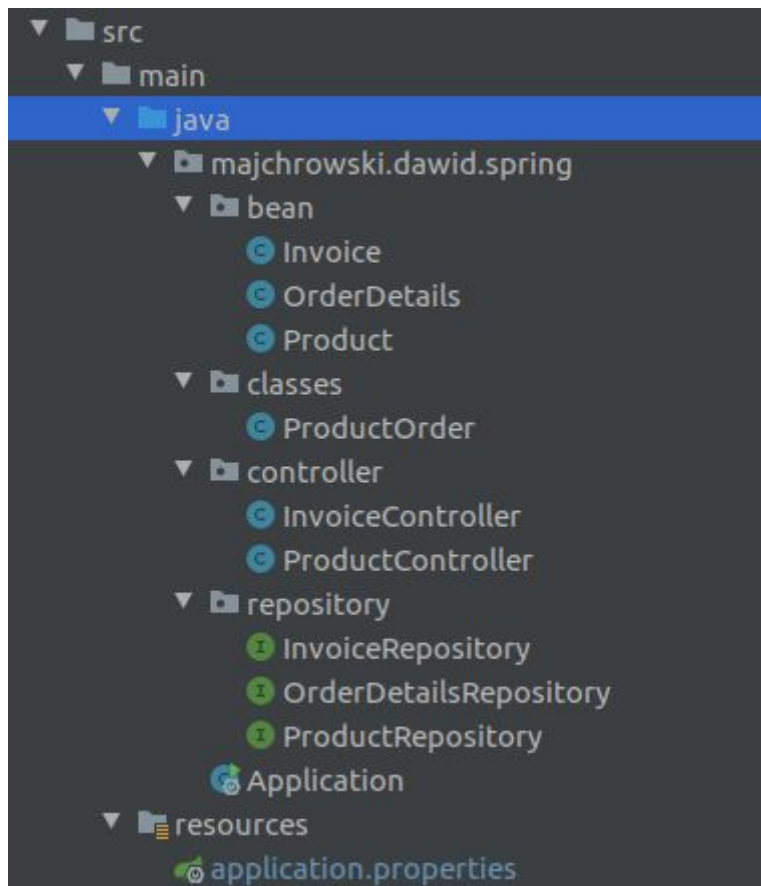 src
main
java
majchrowski.dawid.spring
bean
Invoice
OrderDetails
Product
classes
ProductOrder
controller
InvoiceController
ProductController
repository
InvoiceRepository
OrderDetailsRepository
ProductRepository
Application
resources
application.properties